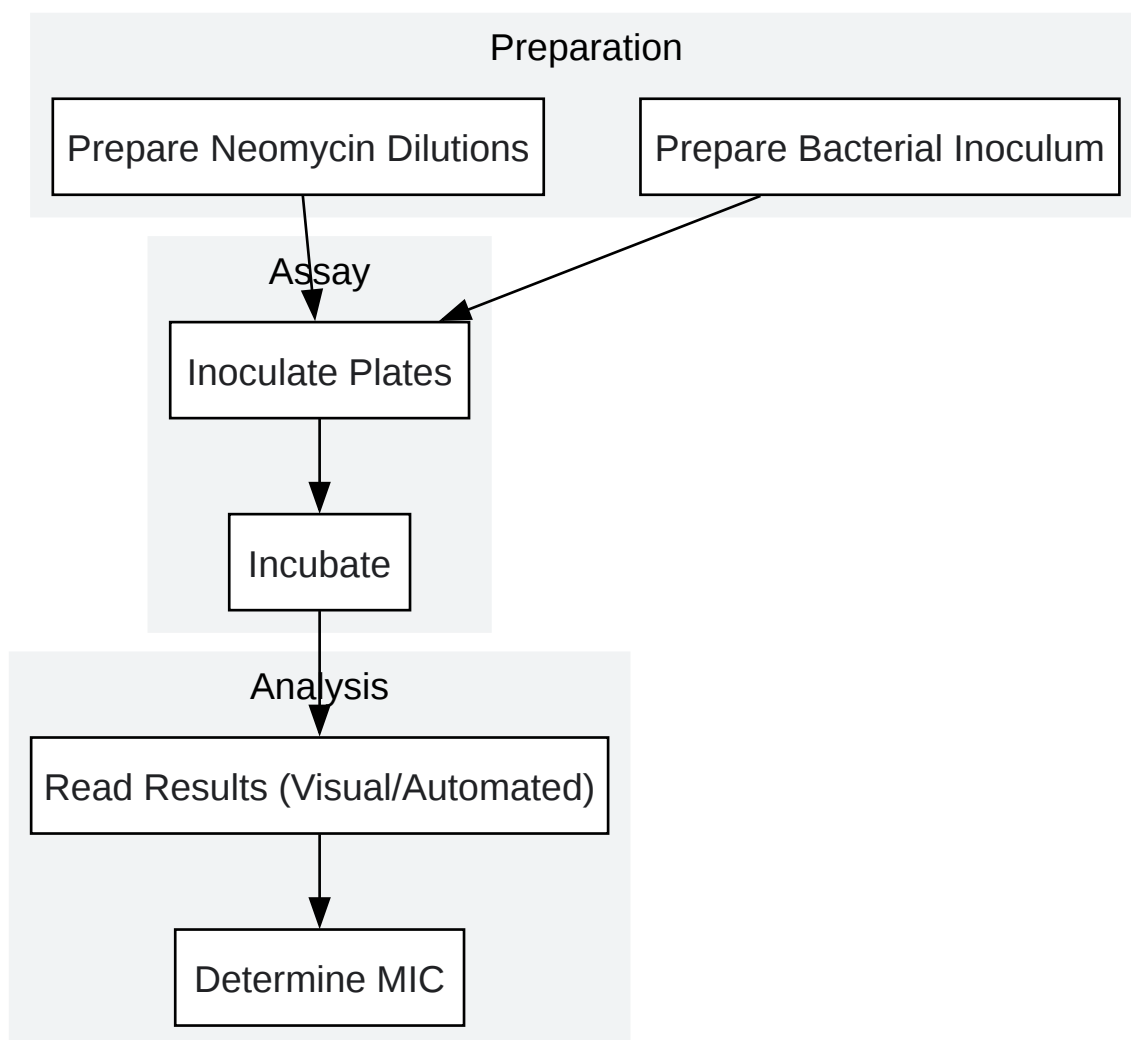 Preparation
Prepare Neomycin Dilutions
Prepare Bacterial Inoculum
Assay
Inoculate Plates
Incubate
Analysis
Read Results (Visual/Automated)
Determine MIC